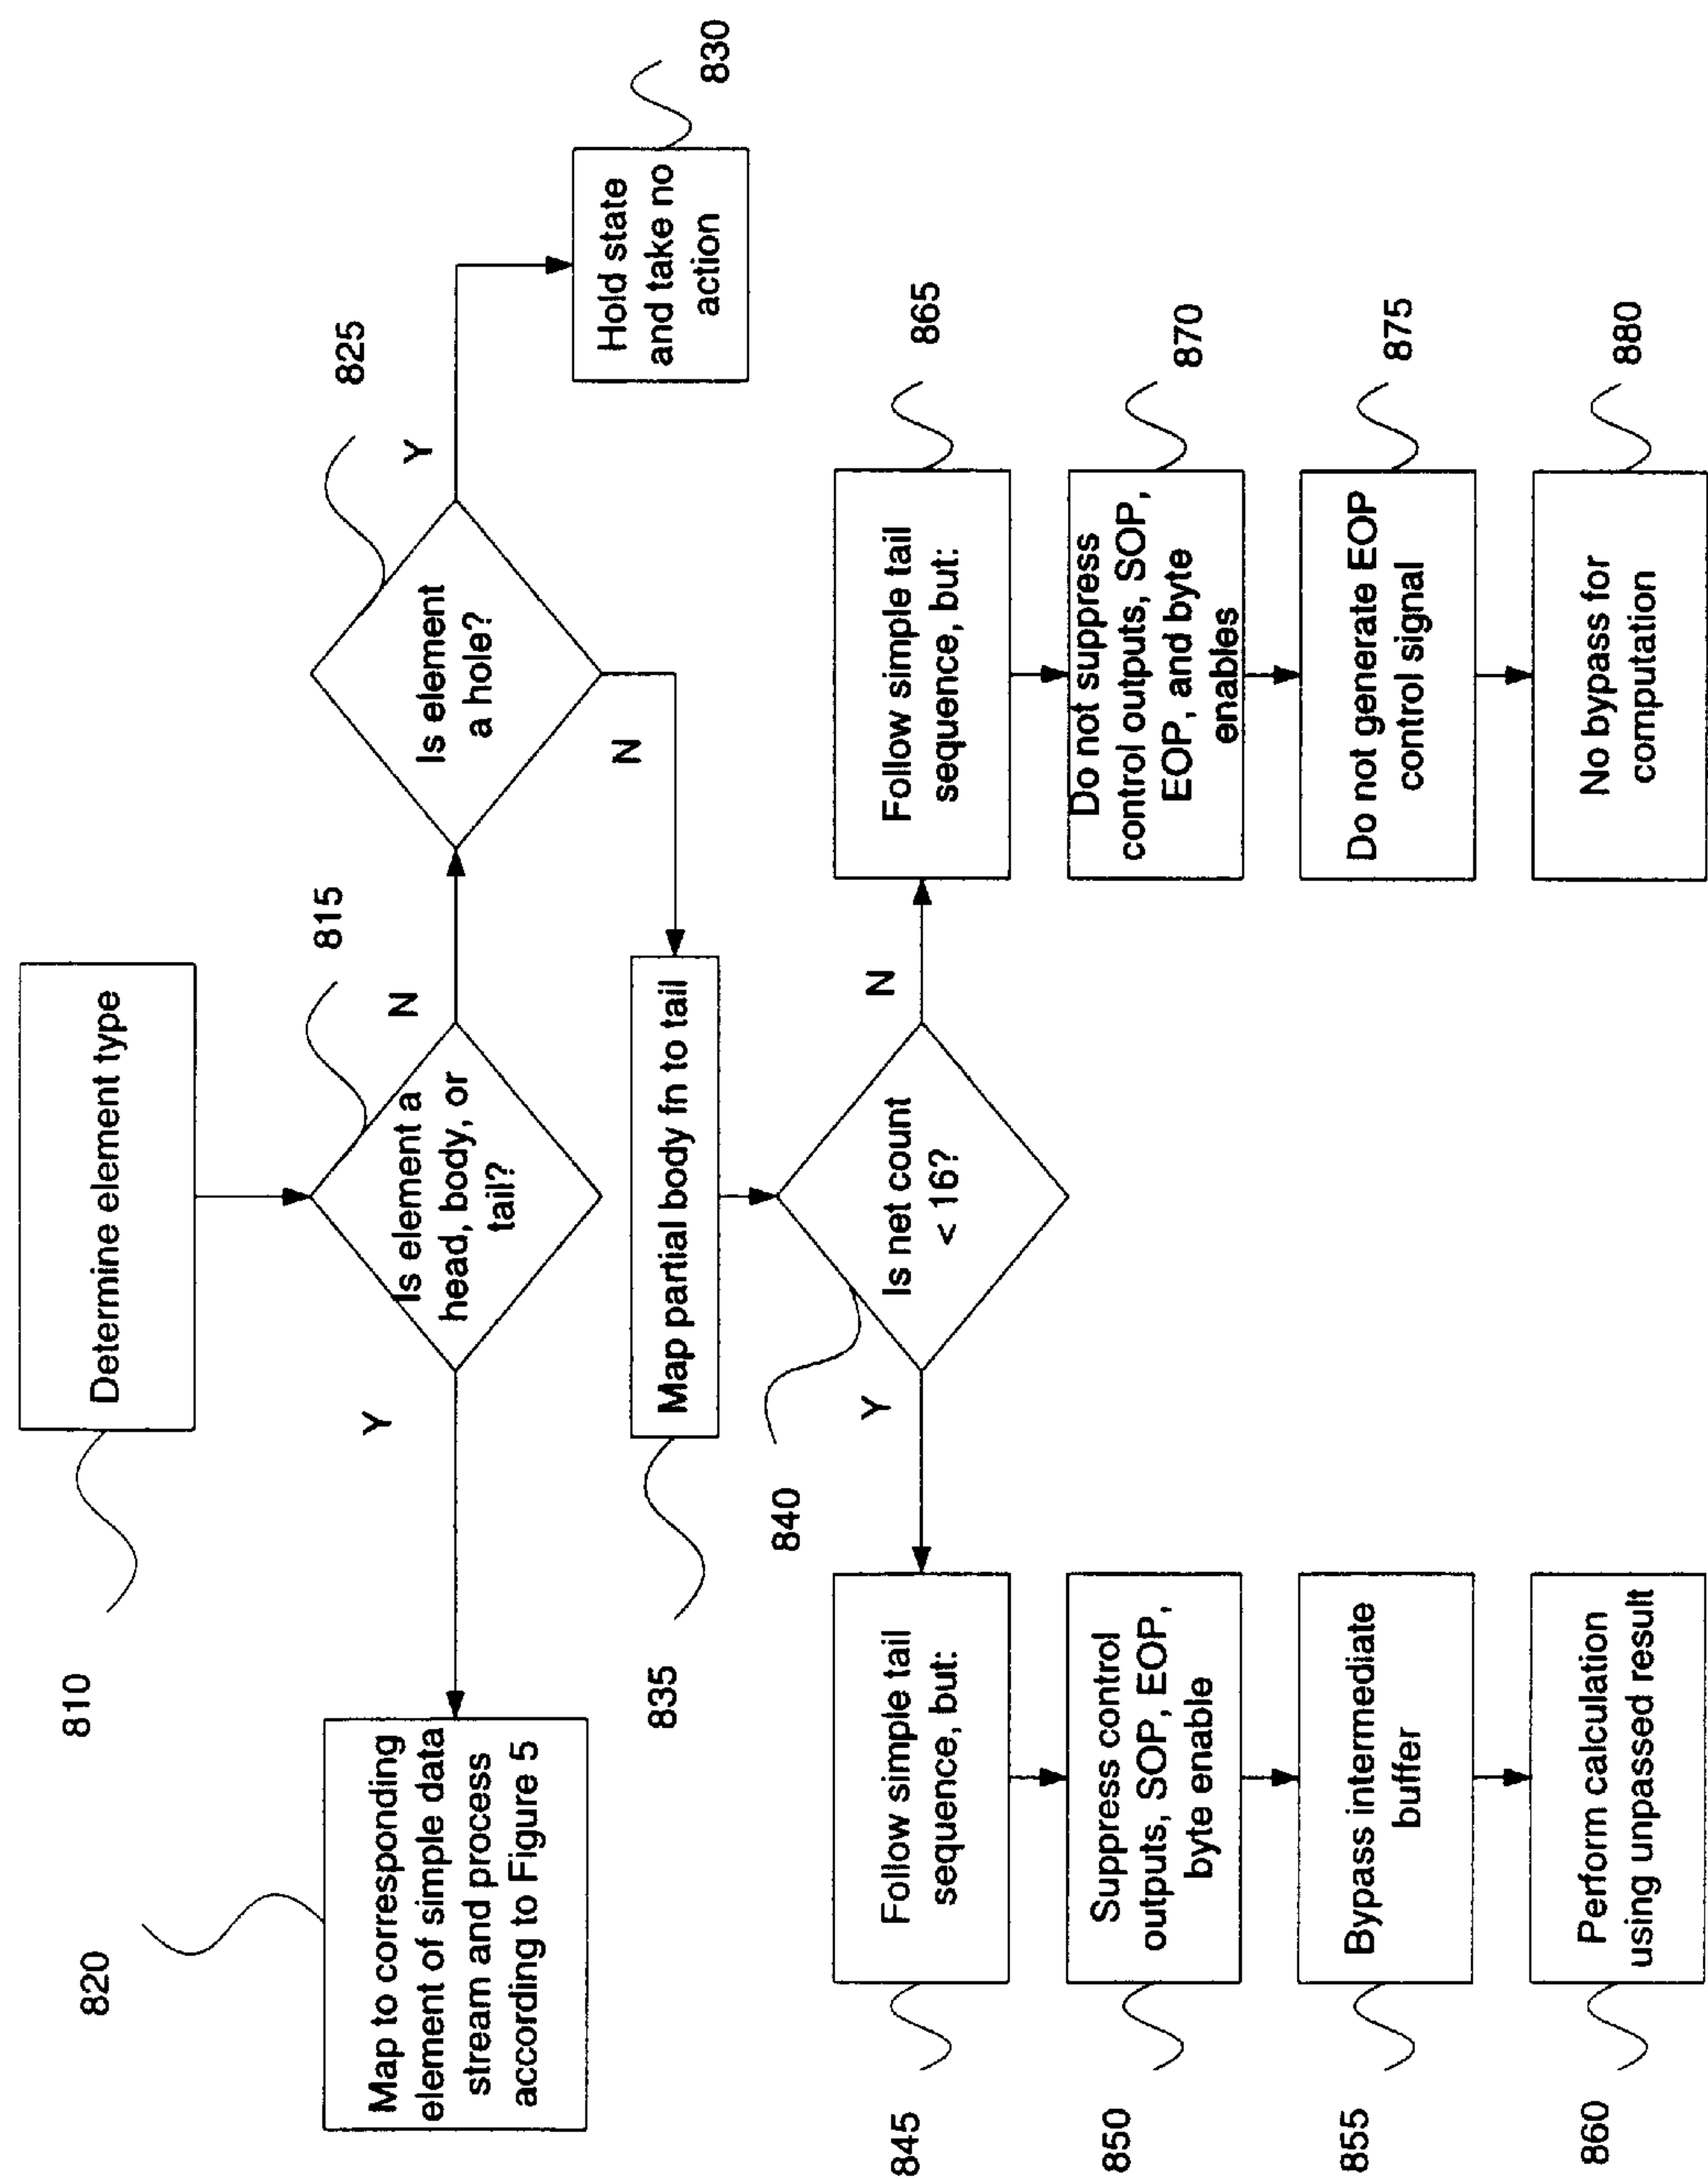 810
Determine element type
815
Is element a
head, body, or
tail?
Y
N
820
Map to corresponding
element of simple data
stream and process
according to Figure 5
825
Is element
a hole?
Y
N
830
Hold state
and take no
action
835
Map partial body fn to tail
840
Is net count
< 16?
Y
N
845
Follow simple tail
sequence, but:
850
Suppress control
outputs, SOP, EOP,
byte enable
855
Bypass intermediate
buffer
860
Perform calculation
using unpassed result
865
Follow simple tail
sequence, but:
870
Do not suppress
control outputs, SOP,
EOP, and byte
enables
875
Do not generate EOP
control signal
880
No bypass for
computation